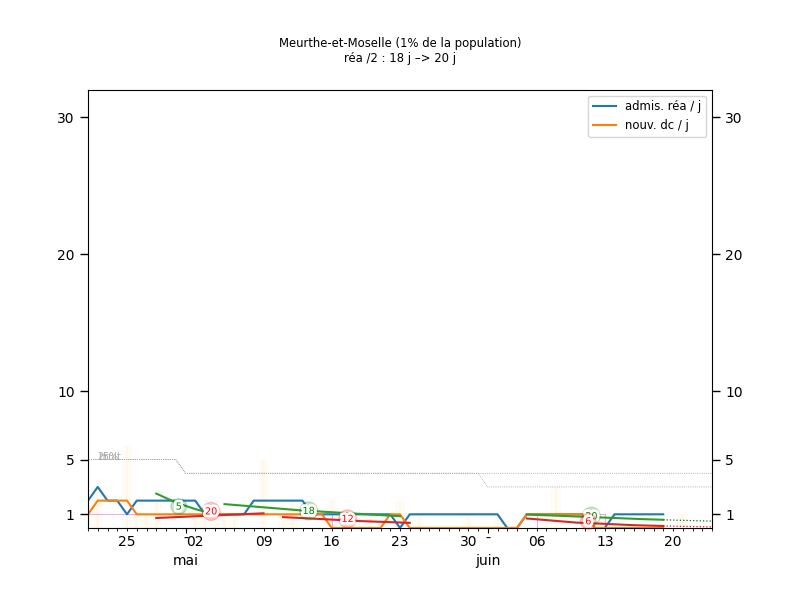 Meurthe-et-Moselle (1% de la population)
réa /2 : 18 j –> 20 j
admis. réa / j
nouv. dc / j
30 30
20 20
10 10
5 5
1 1
5 20 18 12 6
25 02 09 16 23 30 06 13 20
mai juin